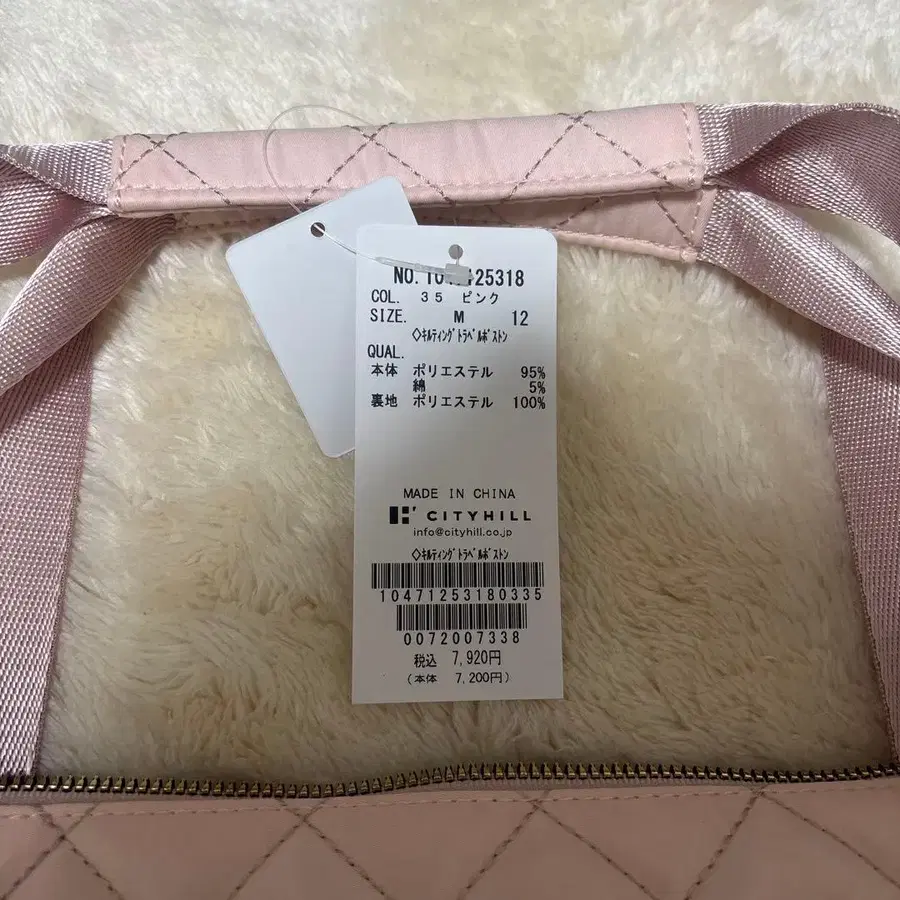 NO. 104 125318
COL. 35 ピンク
SIZE. M 12
◇ｷﾙﾃｨﾝｸﾞﾄﾗﾍﾞﾙﾎﾞｽﾄﾝ
QUAL.
本体 ポリエステル 95%
綿 5%
裏地 ポリエステル 100%
MADE IN CHINA
CITYHILL
info@cityhill.co.jp
◇ｷﾙﾃｨﾝｸﾞﾄﾗﾍﾞﾙﾎﾞｽﾄﾝ
10471253180335
0072007338
税込 7,920円
(本体 7,200円)